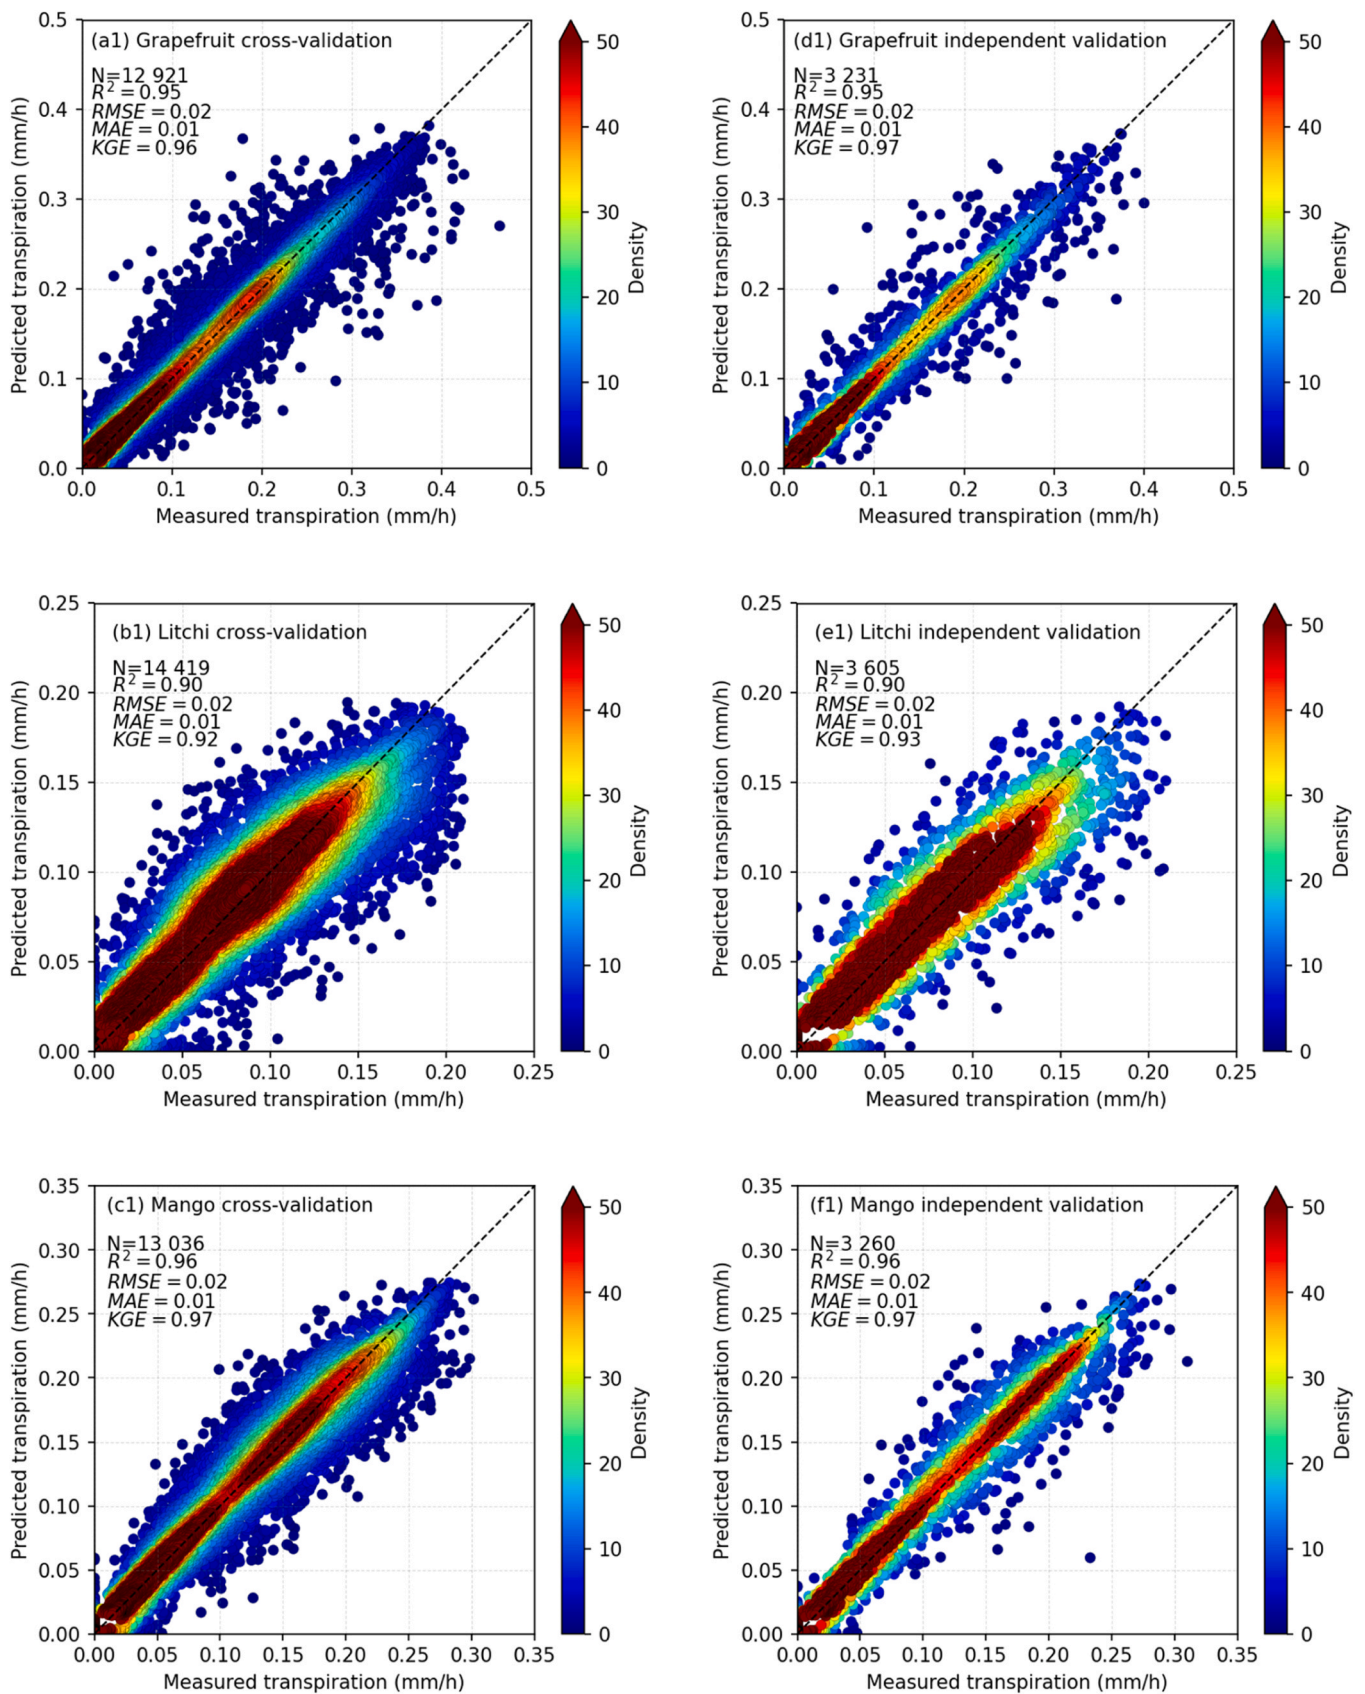 (a1) Grapefruit cross-validation
N=12 921
R² = 0.95
RMSE = 0.02
MAE = 0.01
KGE = 0.96
Predicted transpiration (mm/h)
0.5
0.4
0.3
0.2
0.1
0.0
0.0 0.1 0.2 0.3 0.4 0.5
Measured transpiration (mm/h)
50
40
30
20
10
0
Density
(d1) Grapefruit independent validation
N=3 231
R² = 0.95
RMSE = 0.02
MAE = 0.01
KGE = 0.97
Predicted transpiration (mm/h)
0.5
0.4
0.3
0.2
0.1
0.0
0.0 0.1 0.2 0.3 0.4 0.5
Measured transpiration (mm/h)
50
40
30
20
10
0
Density
(b1) Litchi cross-validation
N=14 419
R² = 0.90
RMSE = 0.02
MAE = 0.01
KGE = 0.92
Predicted transpiration (mm/h)
0.25
0.20
0.15
0.10
0.05
0.00
0.00 0.05 0.10 0.15 0.20 0.25
Measured transpiration (mm/h)
50
40
30
20
10
0
Density
(e1) Litchi independent validation
N=3 605
R² = 0.90
RMSE = 0.02
MAE = 0.01
KGE = 0.93
Predicted transpiration (mm/h)
0.25
0.20
0.15
0.10
0.05
0.00
0.00 0.05 0.10 0.15 0.20 0.25
Measured transpiration (mm/h)
50
40
30
20
10
0
Density
(c1) Mango cross-validation
N=13 036
R² = 0.96
RMSE = 0.02
MAE = 0.01
KGE = 0.97
Predicted transpiration (mm/h)
0.35
0.30
0.25
0.20
0.15
0.10
0.05
0.00
0.00 0.05 0.10 0.15 0.20 0.25 0.30 0.35
Measured transpiration (mm/h)
50
40
30
20
10
0
Density
(f1) Mango independent validation
N=3 260
R² = 0.96
RMSE = 0.02
MAE = 0.01
KGE = 0.97
Predicted transpiration (mm/h)
0.35
0.30
0.25
0.20
0.15
0.10
0.05
0.00
0.00 0.05 0.10 0.15 0.20 0.25 0.30 0.35
Measured transpiration (mm/h)
50
40
30
20
10
0
Density